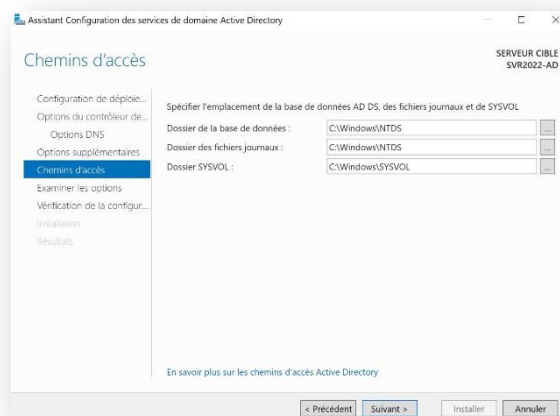 Assistant Configuration des services de domaine Active Directory
Chemins d'accès
SERVEUR CIBLE
SVR2022-AD
Configuration de déploie...
Options du contrôleur de...
Options DNS
Options supplémentaires
Chemins d'accès
Examiner les options
Vérification de la configur...
Installation
Résultats
Spécifier l'emplacement de la base de données AD DS, des fichiers journaux et de SYSVOL
Dossier de la base de données : C:\Windows\NTDS ...
Dossier des fichiers journaux : C:\Windows\NTDS ...
Dossier SYSVOL : C:\Windows\SYSVOL ...
En savoir plus sur les chemins d'accès Active Directory
< Précédent Suivant > Installer Annuler